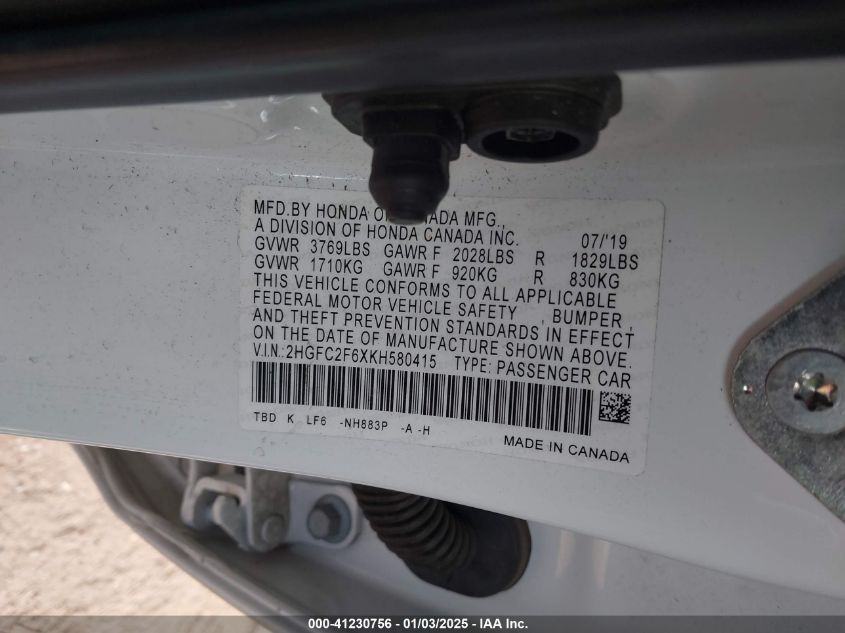 MFD.BY HONDA OF CANADA MFG.,
A DIVISION OF HONDA CANADA INC. 07/'19
GVWR 3769LBS GAWR F 2028LBS R 1829LBS
GVWR 1710KG GAWR F 920KG R 830KG
THIS VEHICLE CONFORMS TO ALL APPLICABLE
FEDERAL MOTOR VEHICLE SAFETY , BUMPER ,
AND THEFT PREVENTION STANDARDS IN EFFECT
ON THE DATE OF MANUFACTURE SHOWN ABOVE.
V.I.N.: 2HGFC2F6XKH580415 TYPE: PASSENGER CAR
TBD K LF6 -NH883P -A -H
MADE IN CANADA
000-41230756 — 01/03/2025 — IAA Inc.